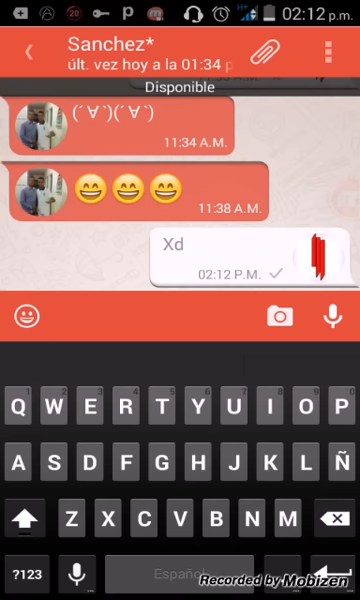 02:12 p.m.
Sanchez*
últ. vez hoy a la 01:34 p
Disponible
(´∀`)(´∀`)
11:34 A.M.
😄😄😄
11:38 A.M.
Xd
02:12 P.M.
Q W E R T Y U I O P
A S D F G H J K L Ñ
Z X C V B N M
?123
Español
Recorded by Mobizen